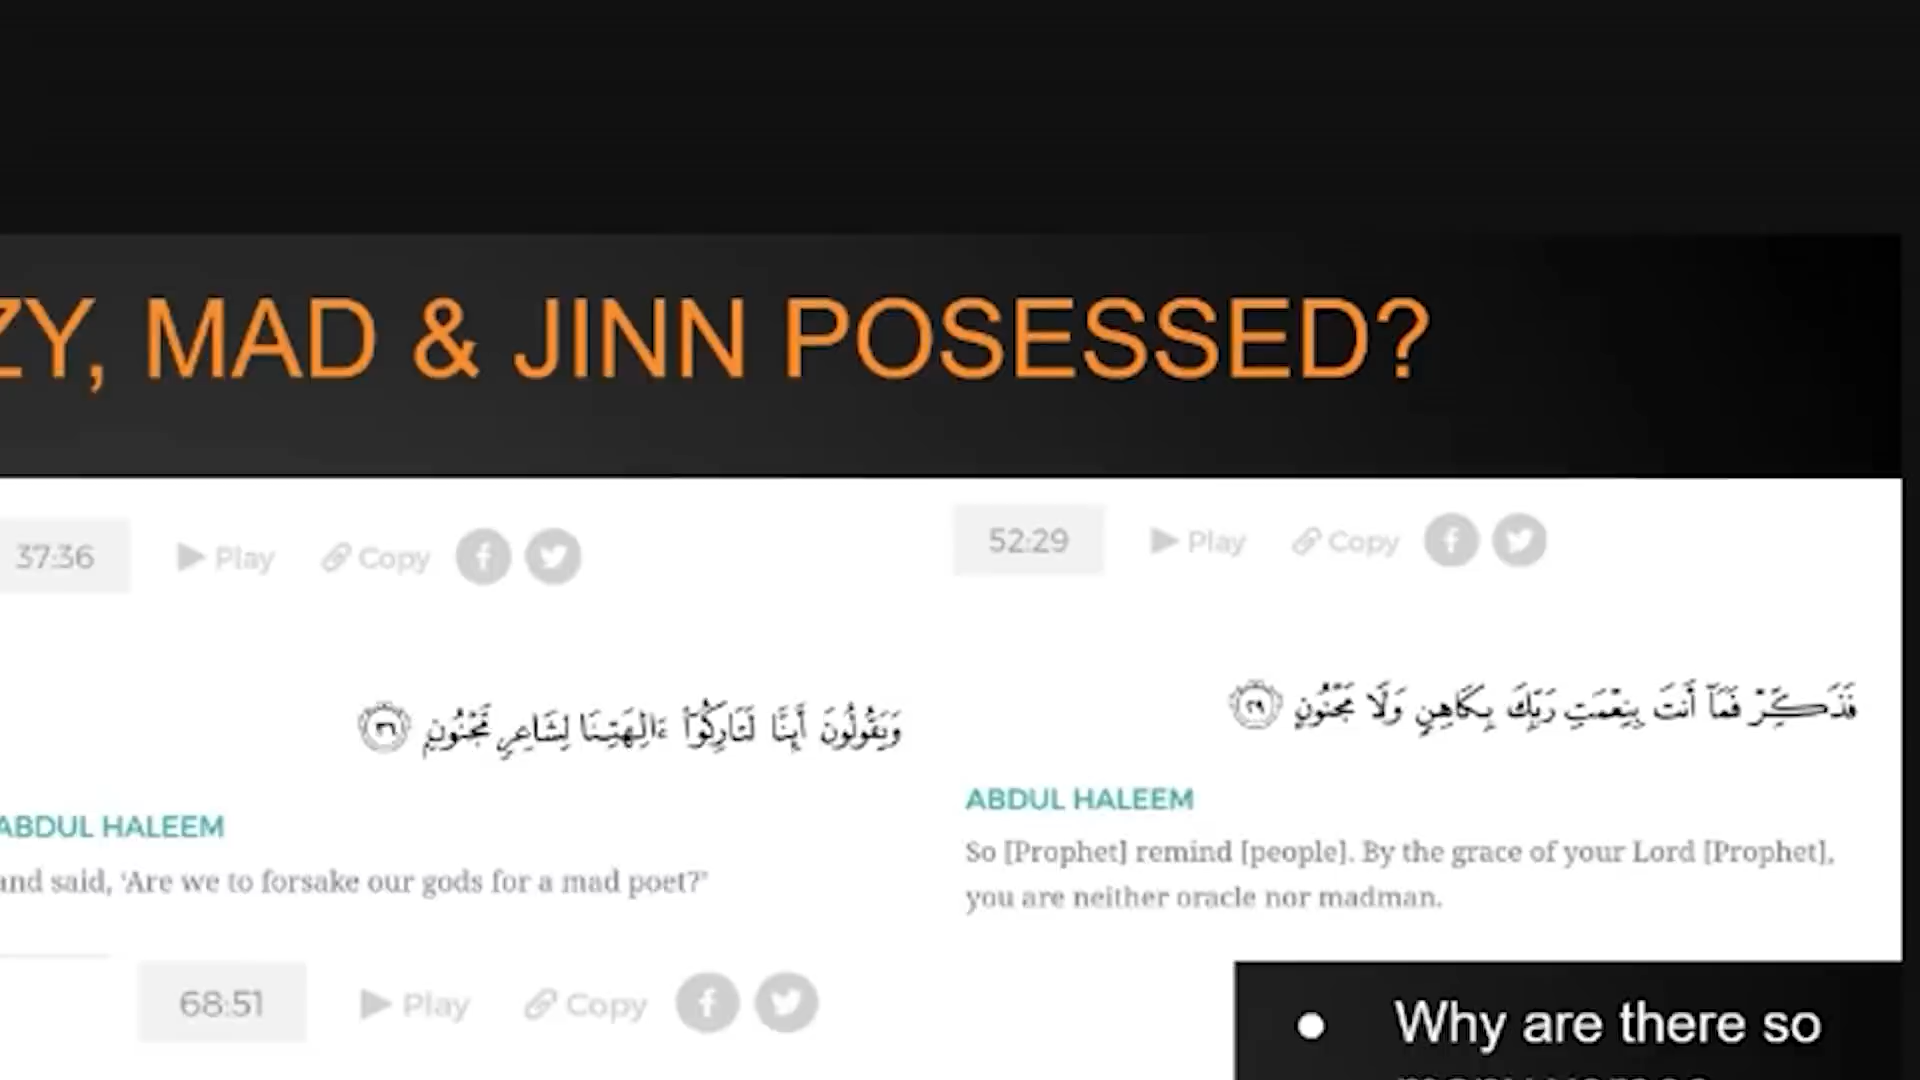 ZY, MAD & JINN POSESSED?
37:36 Play Copy
52:29 Play Copy
وَيَقُولُونَ أَئِنَّا لَتَارِكُوٓا۟ ءَالِهَتِنَا لِشَاعِرٍ مَّجْنُونٍۭ ٣٦
فَذَكِّرْ فَمَآ أَنتَ بِنِعْمَتِ رَبِّكَ بِكَاهِنٍ وَلَا مَجْنُونٍ ٢٩
ABDUL HALEEM
and said, ‘Are we to forsake our gods for a mad poet?’
ABDUL HALEEM
So [Prophet] remind [people]. By the grace of your Lord [Prophet],
you are neither oracle nor madman.
68:51 Play Copy
• Why are there so